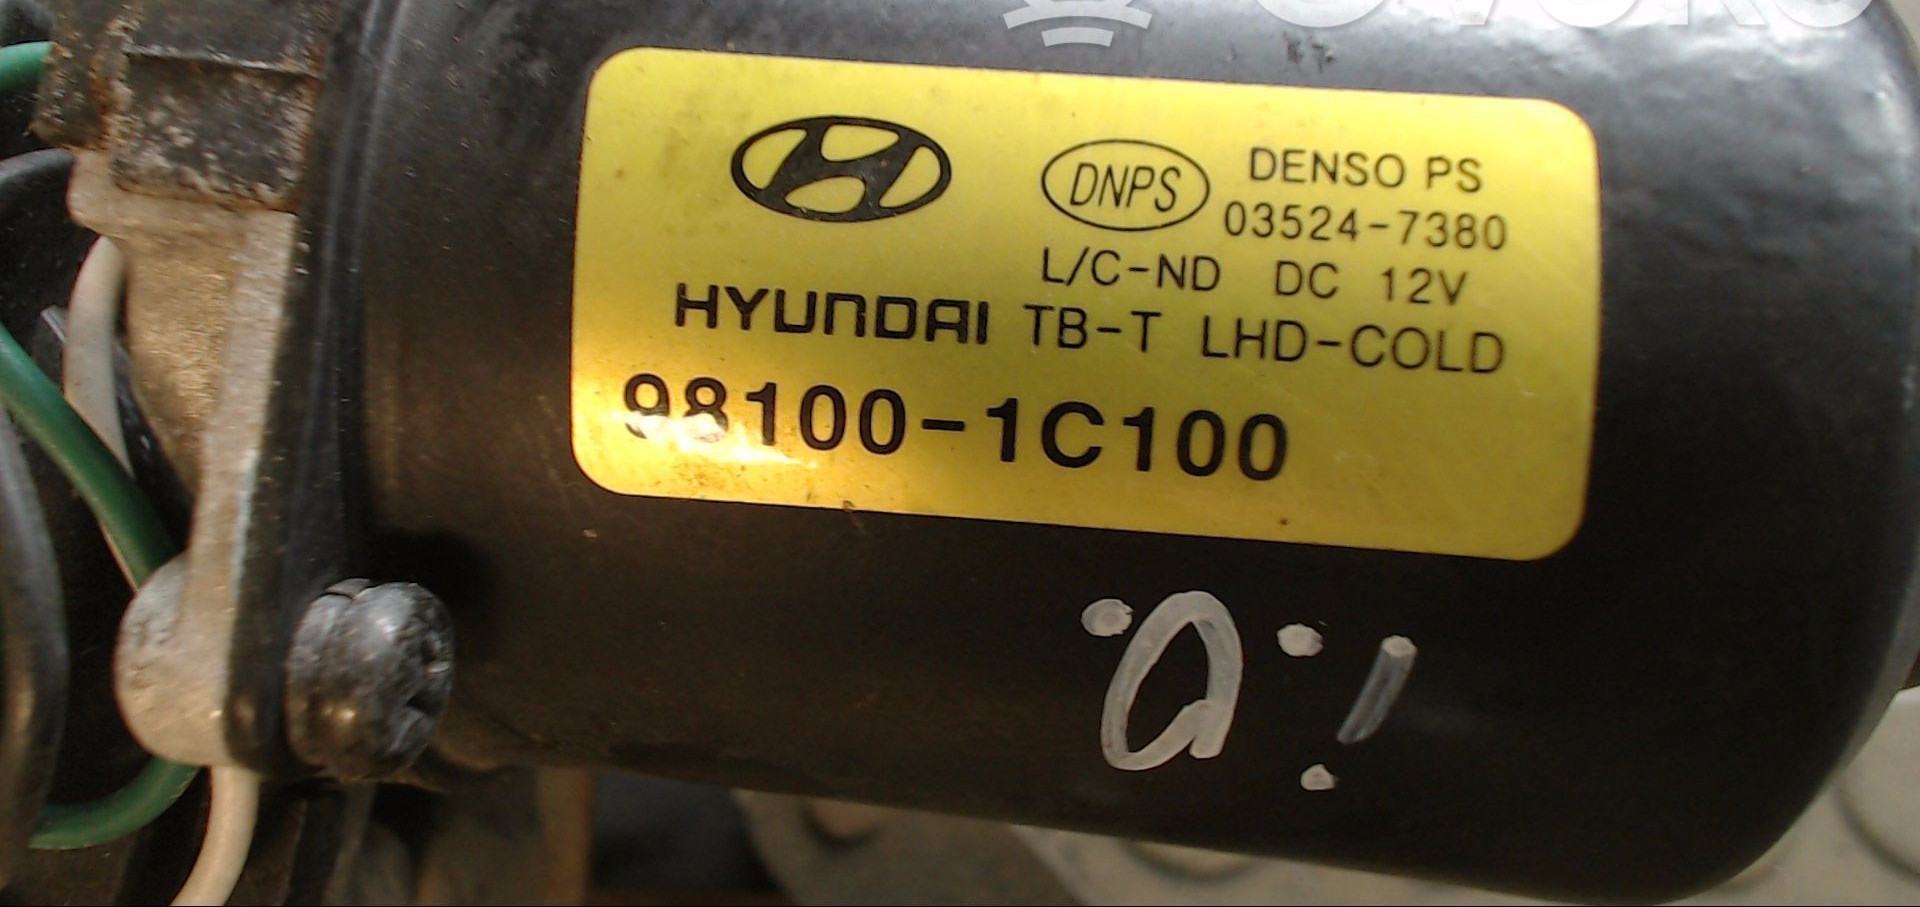 DNPS DENSO PS
03524-7380
L/C-ND DC 12V
HYUNDAI TB-T LHD-COLD
98100-1C100